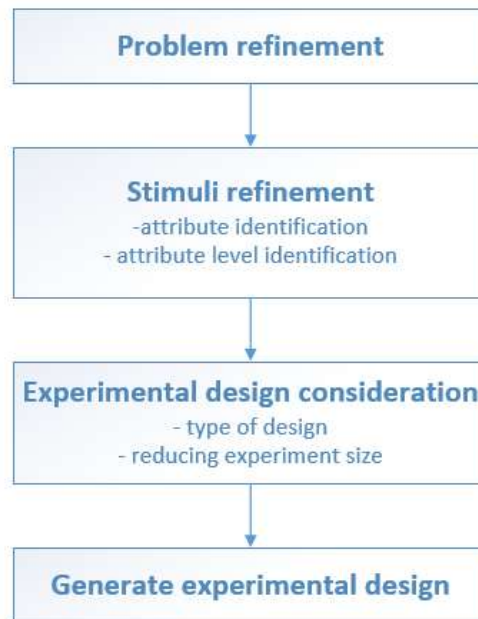 Problem refinement
Stimuli refinement
-attribute identification
- attribute level identification
Experimental design consideration
- type of design
- reducing experiment size
Generate experimental design